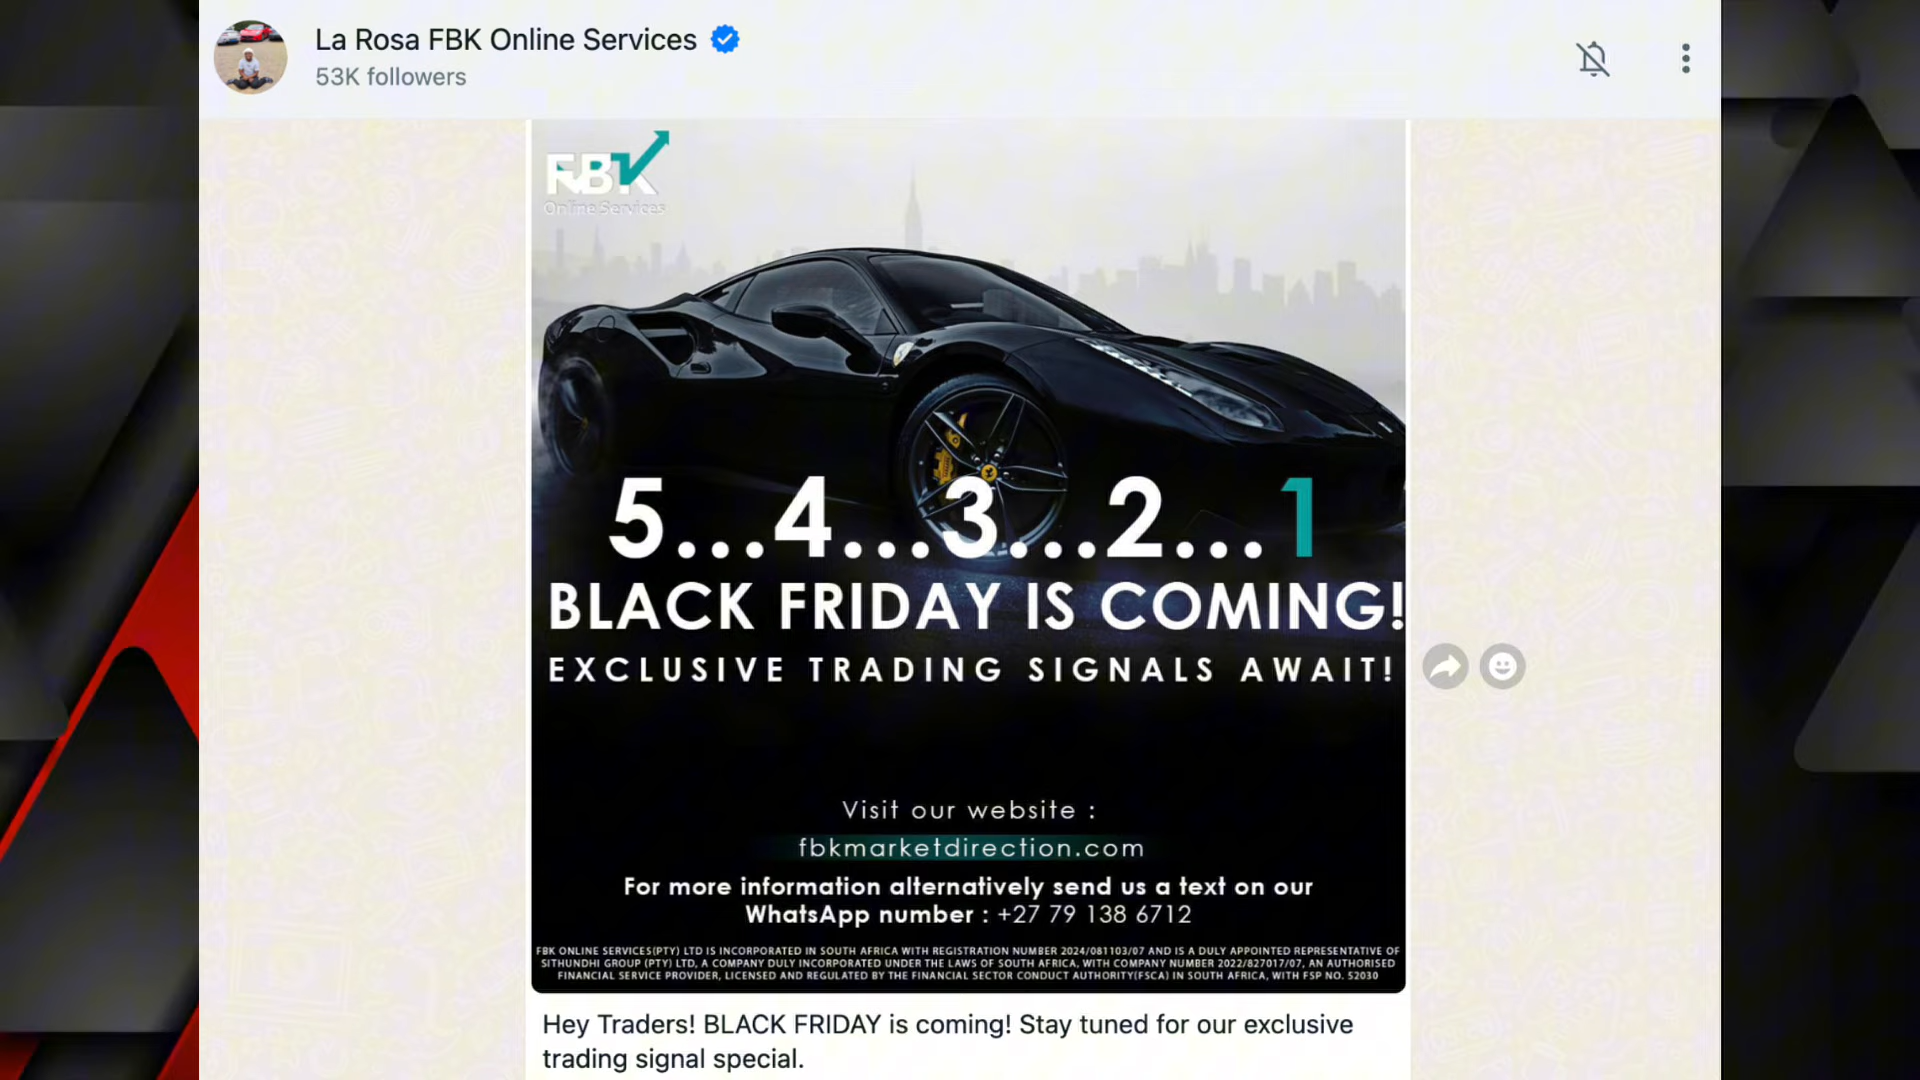 La Rosa FBK Online Services
53K followers
FBK
Online Services
5...4...3...2...1
BLACK FRIDAY IS COMING!
EXCLUSIVE TRADING SIGNALS AWAIT!
Visit our website :
fbkmarketdirection.com
For more information alternatively send us a text on our
WhatsApp number : +27 79 138 6712
FBK ONLINE SERVICES(PTY) LTD IS INCORPORATED IN SOUTH AFRICA WITH REGISTRATION NUMBER 2024/081103/07 AND IS A DULY APPOINTED REPRESENTATIVE OF
SITHUNDHI GROUP (PTY) LTD, A COMPANY DULY INCORPORATED UNDER THE LAWS OF SOUTH AFRICA, WITH COMPANY NUMBER 2022/827017/07, AN AUTHORISED
FINANCIAL SERVICE PROVIDER, LICENSED AND REGULATED BY THE FINANCIAL SECTOR CONDUCT AUTHORITY(FSCA) IN SOUTH AFRICA, WITH FSP NO. 52030
Hey Traders! BLACK FRIDAY is coming! Stay tuned for our exclusive
trading signal special.